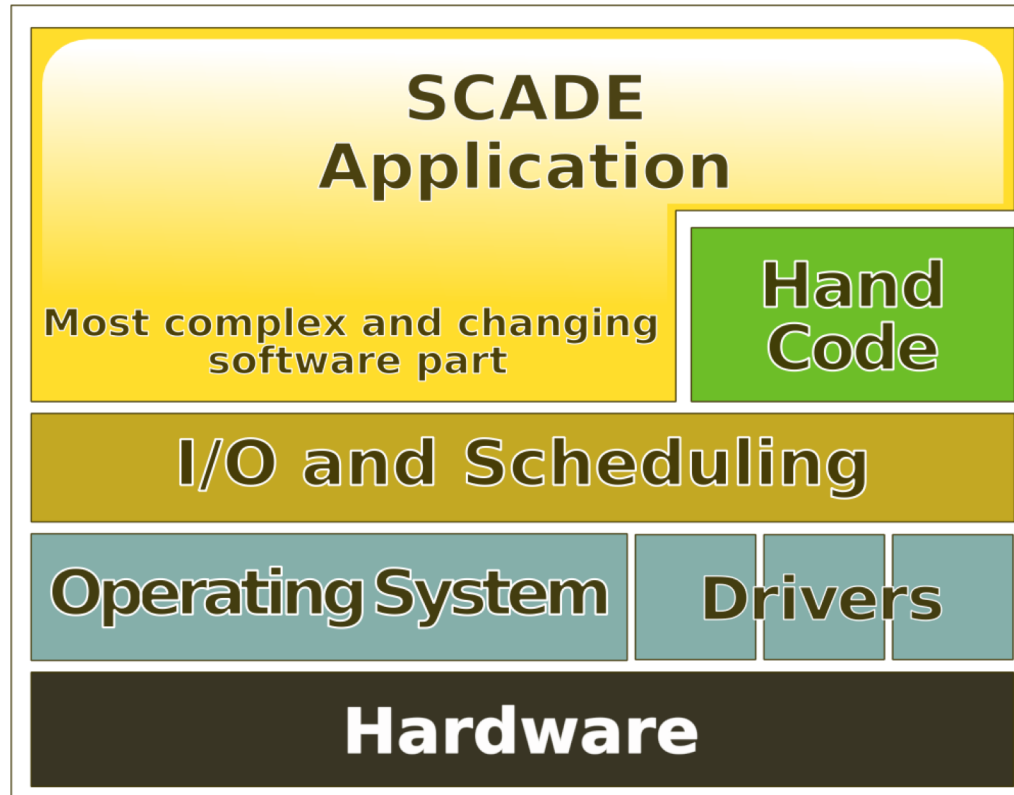 SCADE
Application
Most complex and changing
software part
Hand
Code
I/O and Scheduling
Operating System
Drivers
Hardware